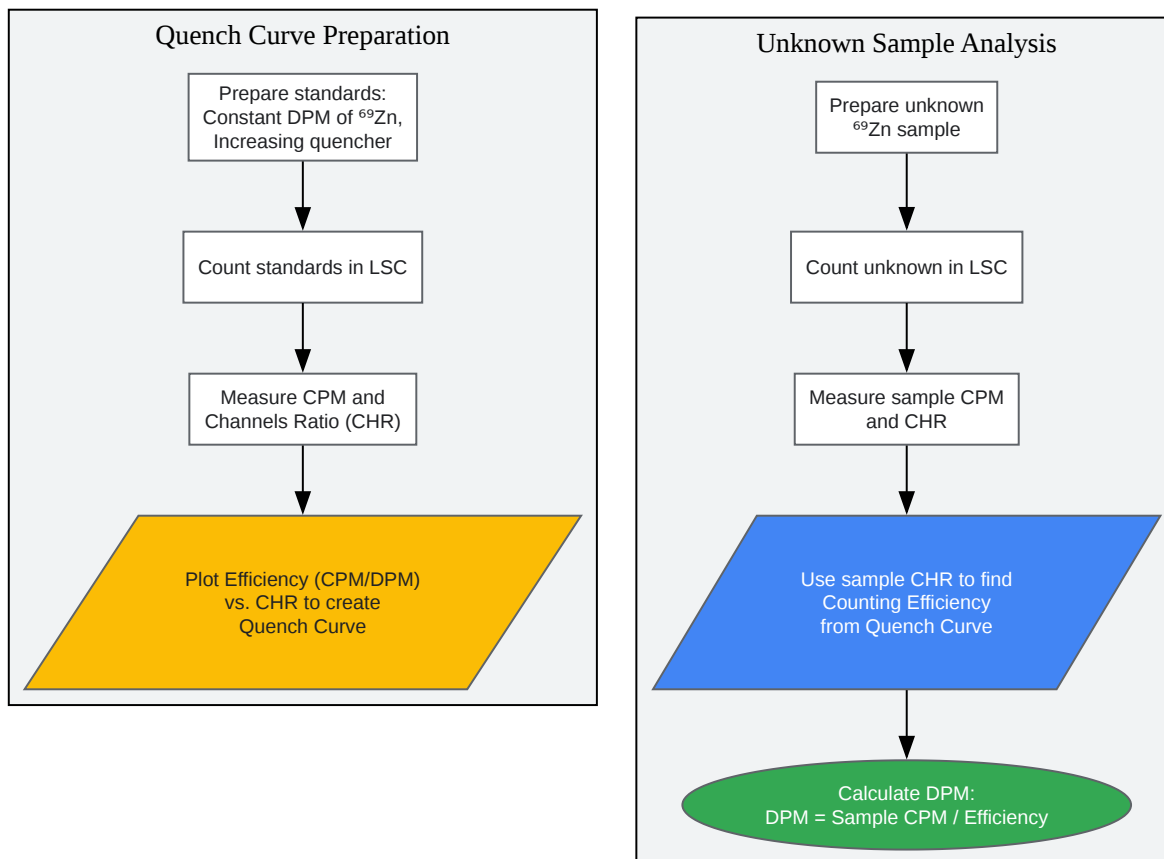 Quench Curve Preparation
Prepare standards:
Constant DPM of ⁶⁹Zn,
Increasing quencher
Count standards in LSC
Measure CPM and
Channels Ratio (CHR)
Plot Efficiency (CPM/DPM)
vs. CHR to create
Quench Curve
Unknown Sample Analysis
Prepare unknown
⁶⁹Zn sample
Count unknown in LSC
Measure sample CPM
and CHR
Use sample CHR to find
Counting Efficiency
from Quench Curve
Calculate DPM:
DPM = Sample CPM / Efficiency